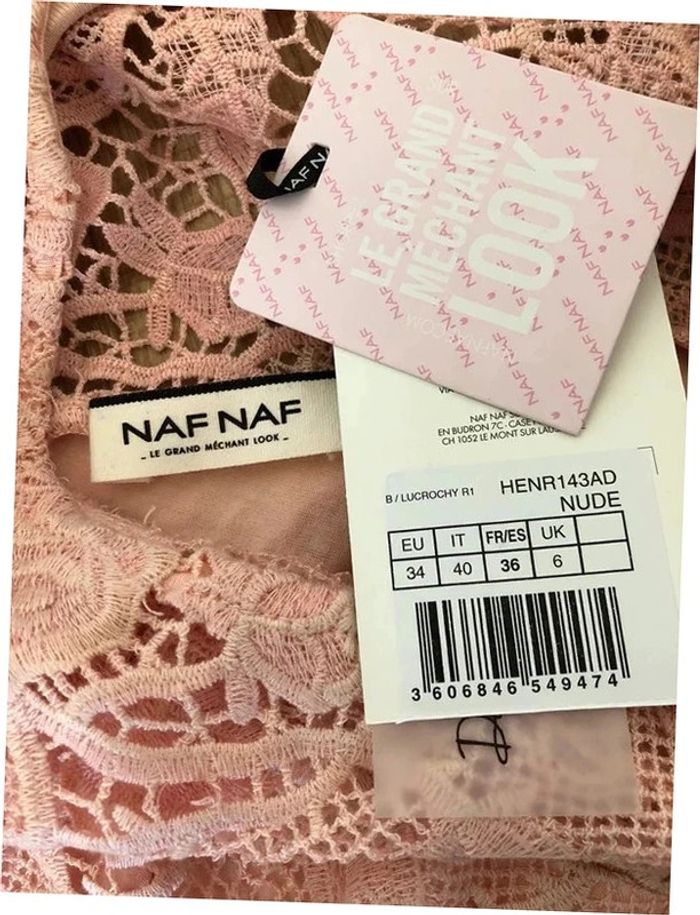 LE GRAND
MÉCHANT
LOOK
NAF NAF
NAF NAF
_ LE GRAND MÉCHANT LOOK _
NAF NAF
EN BUDRON 7C - 
CH 1052 LE MONT SUR
B / LUCROCHY R1 HENR143AD
NUDE
EU IT FR/ES UK
34 40 36 6
3 606846 549474